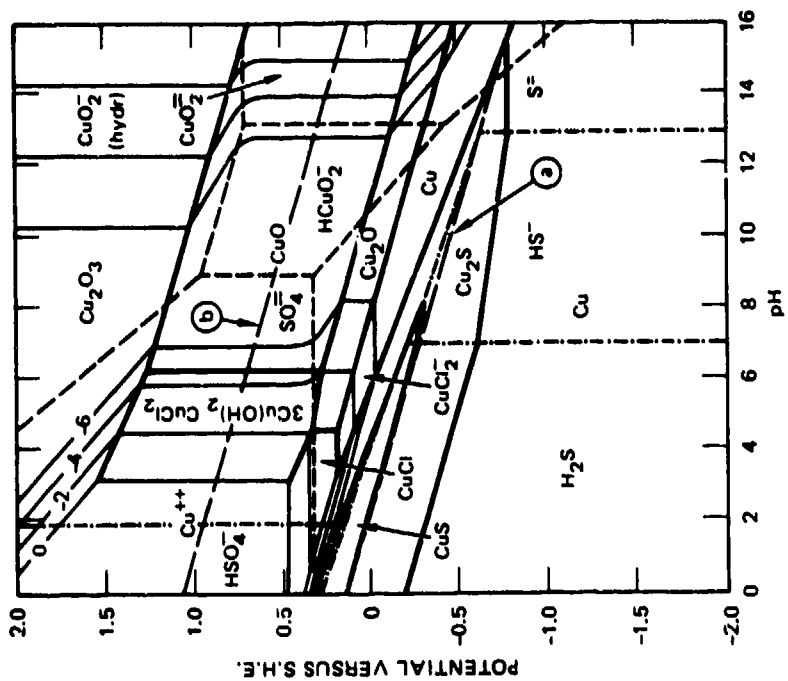 POTENTIAL VERSUS S.H.E.
2.0
1.5
1.0
0.5
0
-0.5
-1.0
-1.5
-2.0
0 2 4 6 8 10 12 14 16
pH
0
-2
-4
-6
Cu₂O₃
CuO₂⁻
(hydr)
CuO₂⁼
Cu⁺⁺
HSO₄⁻
3Cu(OH)₂ CuCl₂
b
SO₄⁼
CuO
HCuO₂⁻
Cu₂O
Cu
CuCl
CuCl₂⁻
CuS
Cu₂S
a
H₂S
HS⁻
S⁼
Cu